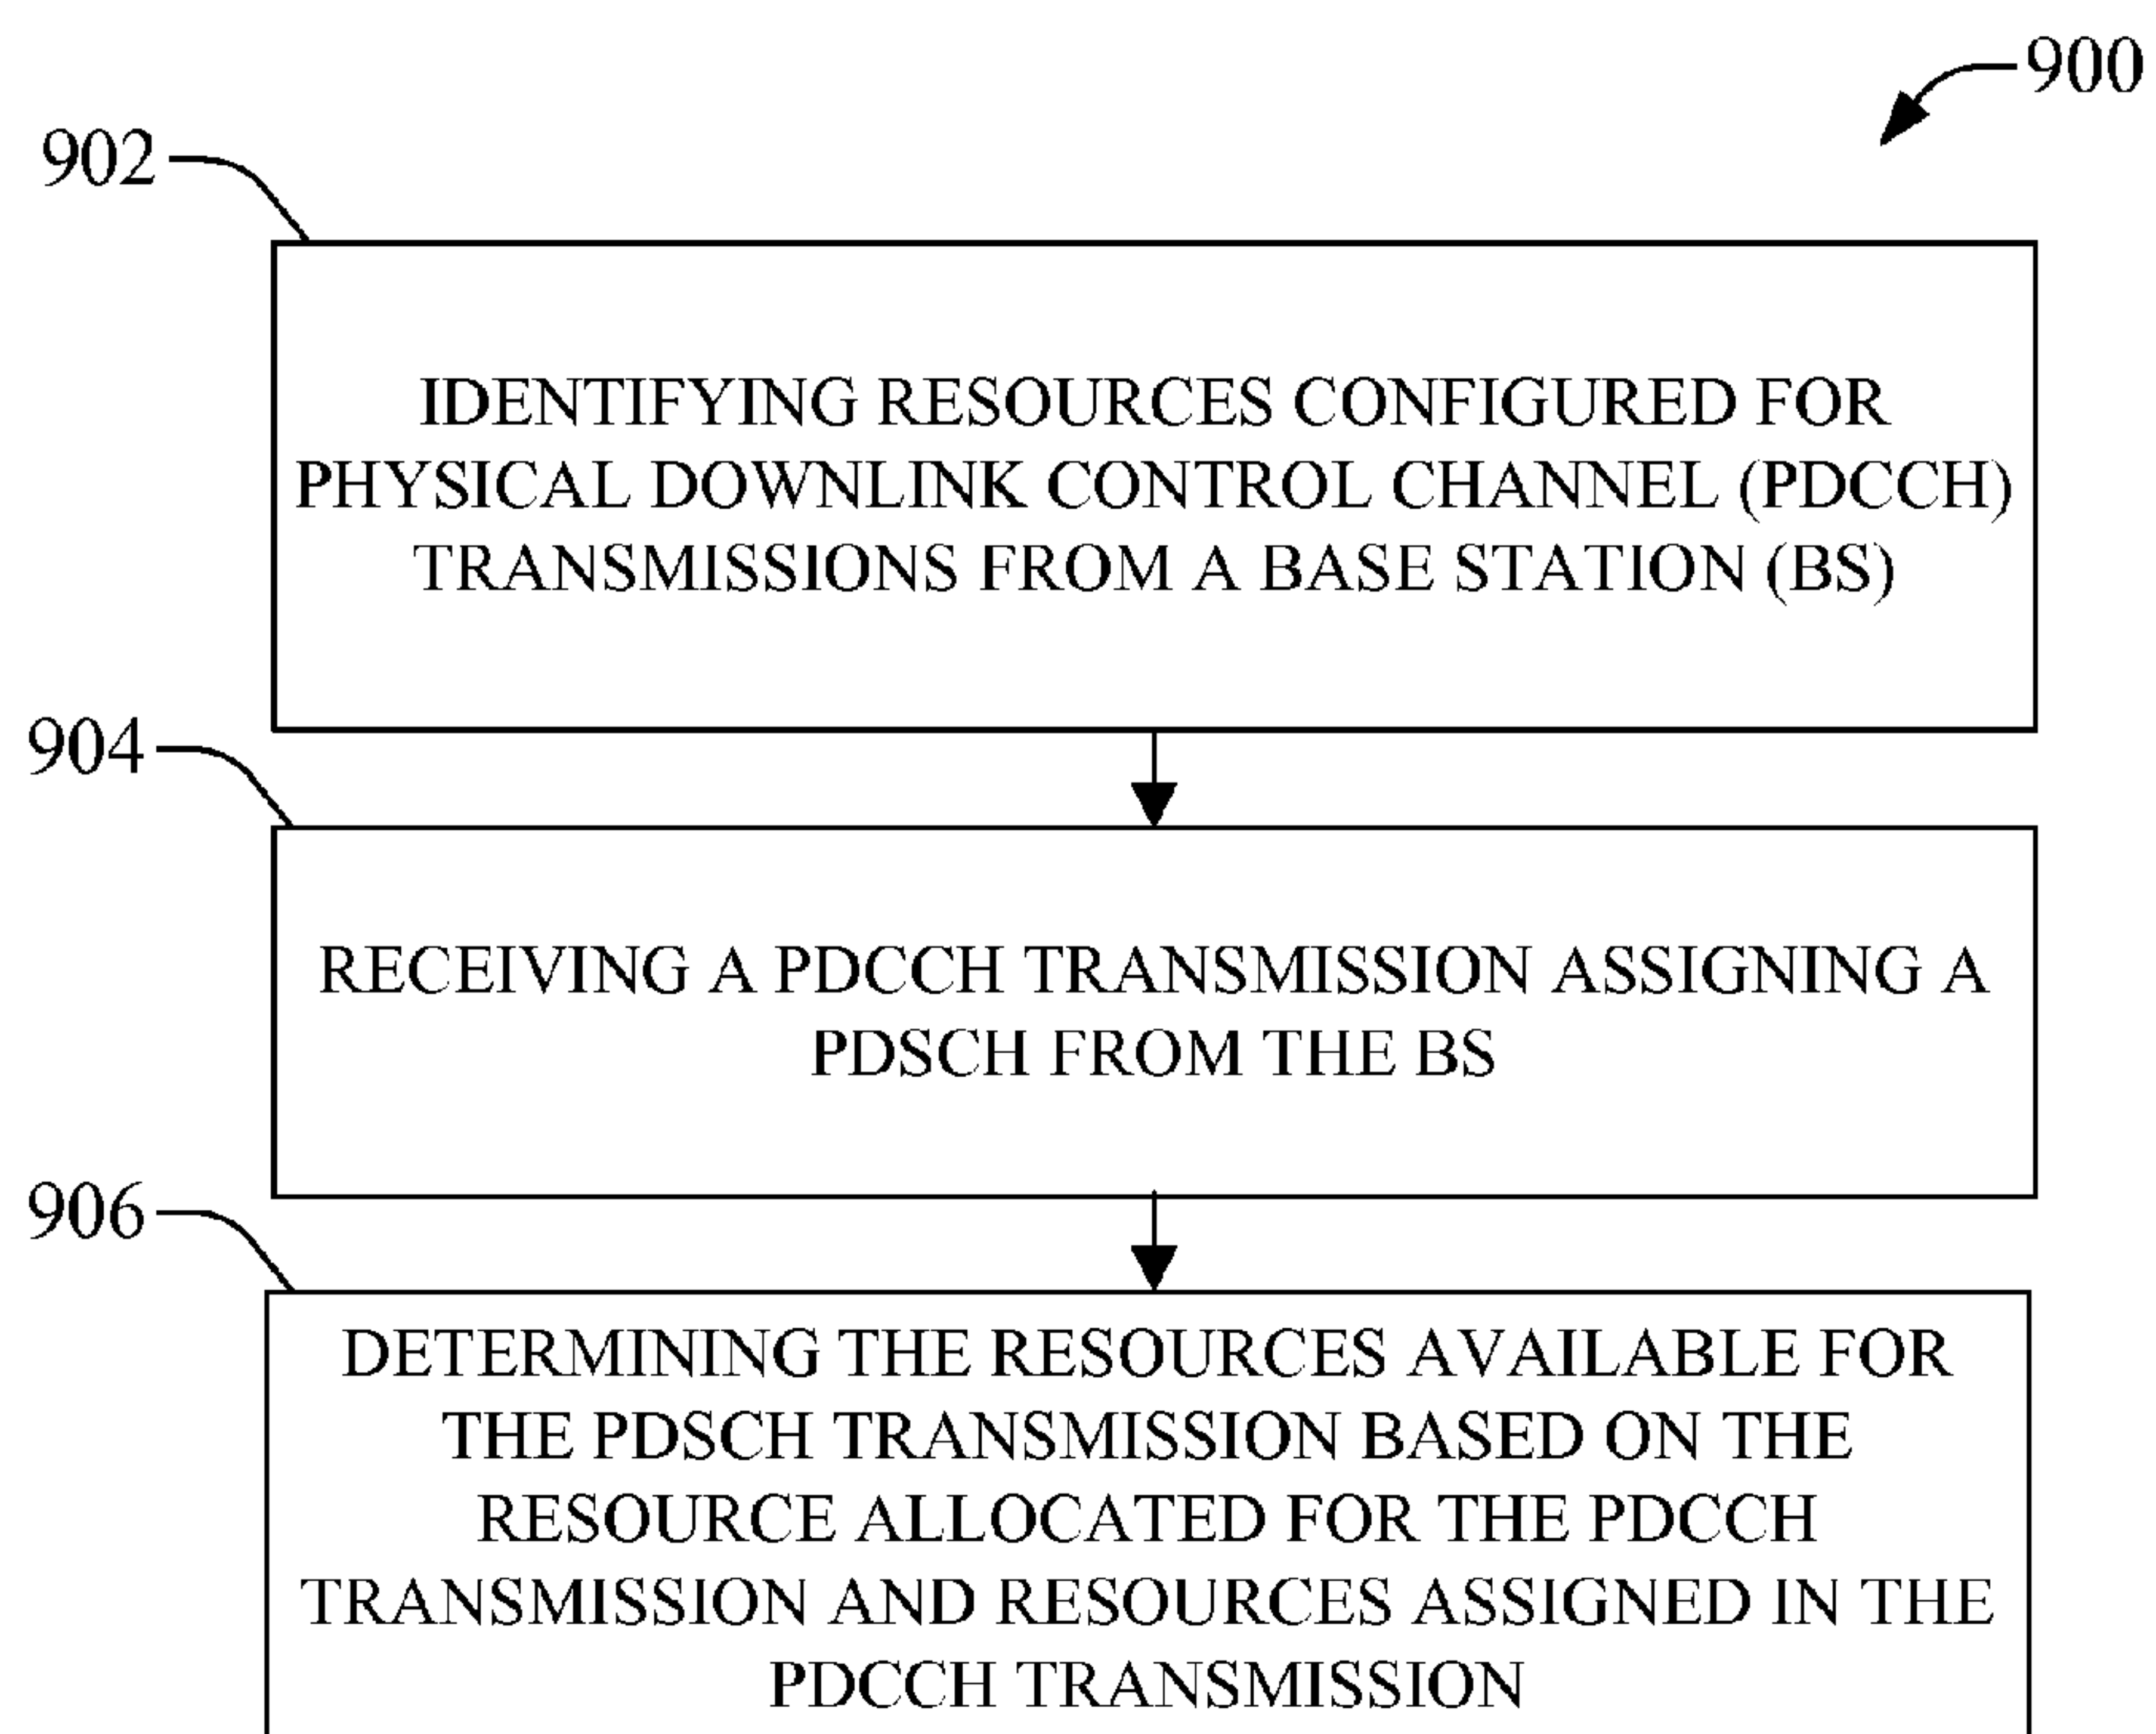 900
902
IDENTIFYING RESOURCES CONFIGURED FOR
PHYSICAL DOWNLINK CONTROL CHANNEL (PDCCH)
TRANSMISSIONS FROM A BASE STATION (BS)
904
RECEIVING A PDCCH TRANSMISSION ASSIGNING A
PDSCH FROM THE BS
906
DETERMINING THE RESOURCES AVAILABLE FOR
THE PDSCH TRANSMISSION BASED ON THE
RESOURCE ALLOCATED FOR THE PDCCH
TRANSMISSION AND RESOURCES ASSIGNED IN THE
PDCCH TRANSMISSION